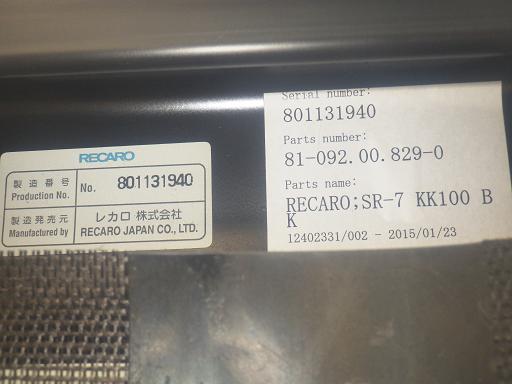 RECARO
製造番号
Production No.
No. 801131940
製造発売元
Manufactured by
レカロ 株式会社
RECARO JAPAN CO., LTD.
Serial number:
801131940
Parts number:
81-092.00.829-0
Parts name:
RECARO;SR-7 KK100 B
K
12402331/002 - 2015/01/23